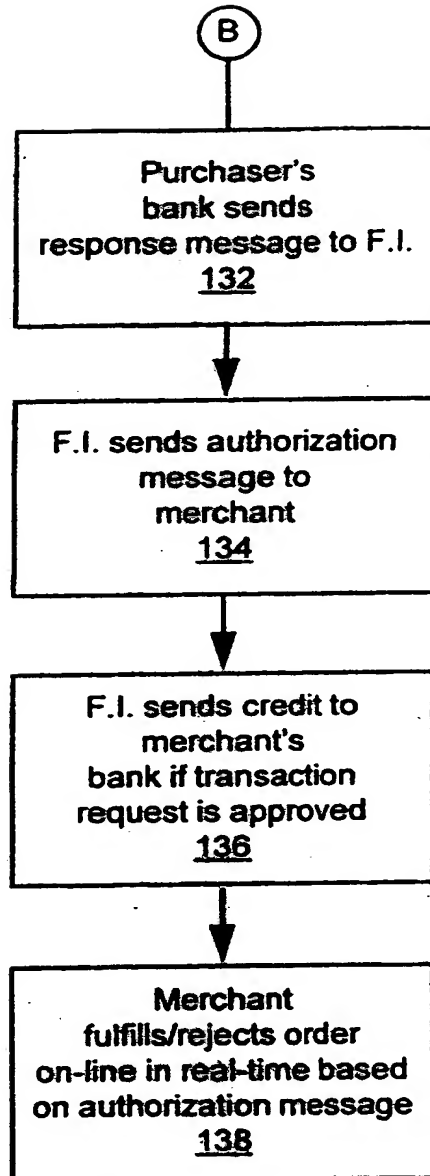 B
Purchaser's
bank sends
response message to F.I.
132
F.I. sends authorization
message to
merchant
134
F.I. sends credit to
merchant's
bank if transaction
request is approved
136
Merchant
fulfills/rejects order
on-line in real-time based
on authorization message
138